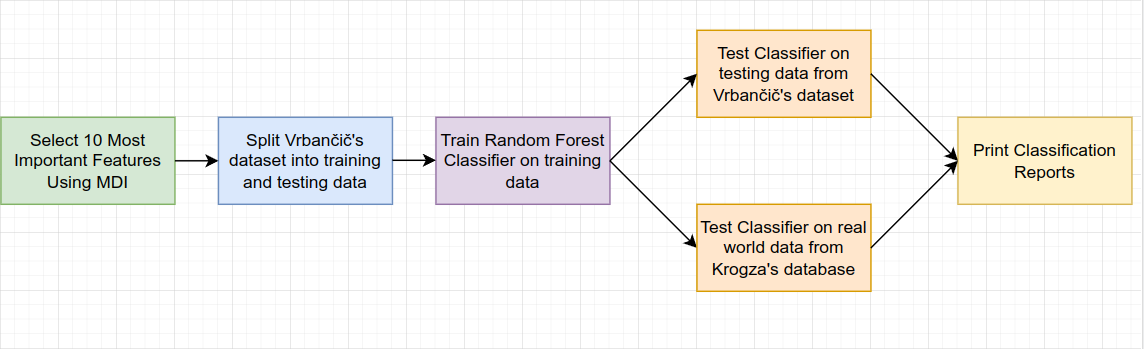 Select 10 Most
Important Features
Using MDI
Split Vrbančič's
dataset into training
and testing data
Train Random Forest
Classifier on training
data
Test Classifier on
testing data from
Vrbančič's dataset
Test Classifier on real
world data from
Krogza's database
Print Classification
Reports